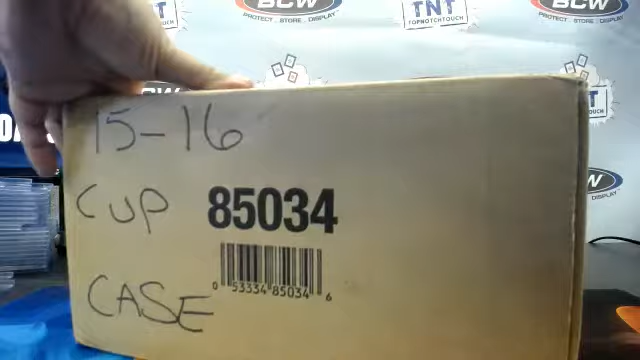 BCW
PROTECT · STORE · DISPLAY
TNT
TOPNOTCHTOUCH
BCW
PROTECT · STORE · DISPLAY
15-16
CUP
85034
0 53334 85034 6
CASE
DISPLAY